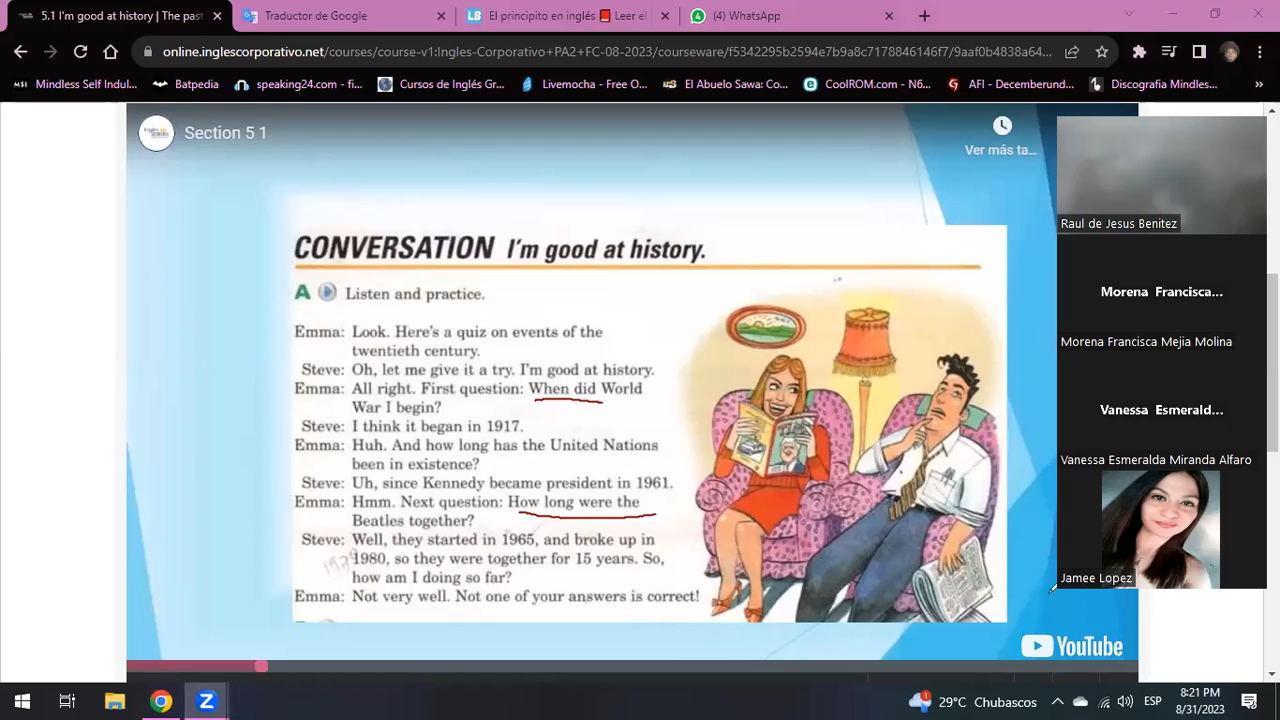 5.1 I'm good at history | The past
Traductor de Google
El principito en inglés 📕 Leer el
(4) WhatsApp
online.inglescorporativo.net/courses/course-v1:Ingles-Corporativo+PA2+FC-08-2023/courseware/f5342295b2594e7b9a8c7178846146f7/9aaf0b4838a64...
Mindless Self Indul...
Batpedia
speaking24.com - fi...
Cursos de Inglés Gr...
Livemocha - Free O...
El Abuelo Sawa: Co...
CoolROM.com - N6...
AFI - Decemberund...
Discografia Mindles...
Section 5 1
Ver más ta...
CONVERSATION I'm good at history.
A Listen and practice.
Emma: Look. Here's a quiz on events of the
twentieth century.
Steve: Oh, let me give it a try. I'm good at history.
Emma: All right. First question: When did World
War I begin?
Steve: I think it began in 1917.
Emma: Huh. And how long has the United Nations
been in existence?
Steve: Uh, since Kennedy became president in 1961.
Emma: Hmm. Next question: How long were the
Beatles together?
Steve: Well, they started in 1965, and broke up in
1980, so they were together for 15 years. So,
how am I doing so far?
Emma: Not very well. Not one of your answers is correct!
YouTube
Raul de Jesus Benitez
Morena Francisca...
Morena Francisca Mejia Molina
Vanessa Esmerald...
Vanessa Esmeralda Miranda Alfaro
Jamee Lopez
29°C Chubascos
ESP
8:21 PM
8/31/2023